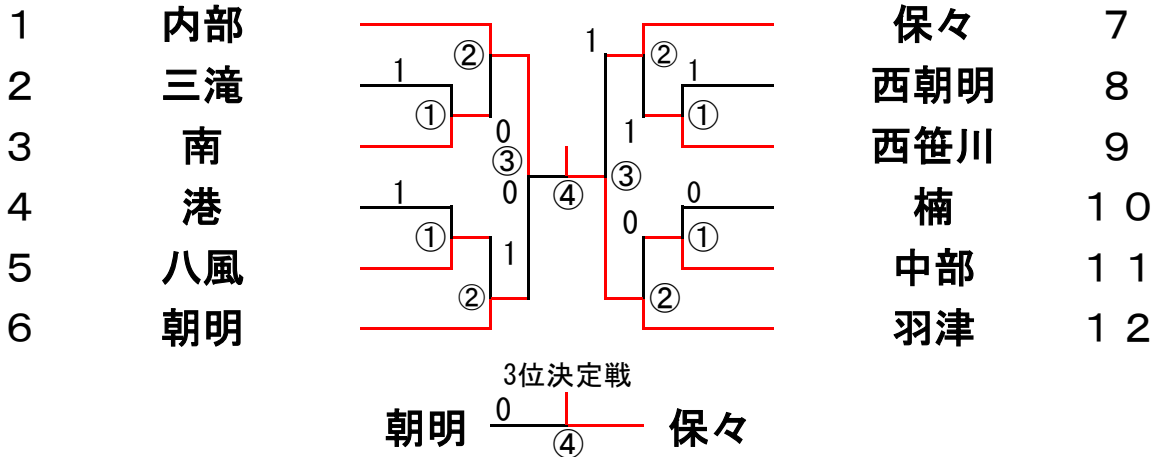 1 内部 保々 7
1
②
②
2 三滝 1 1 西朝明 8
① ①
3 南 0 1 西笹川 9
③ ④ ③
4 港 1 0 0 楠 10
① 0 ①
5 八風 1 中部 11
② ②
6 朝明 羽津 12
3位決定戦
朝明 0 保々
④